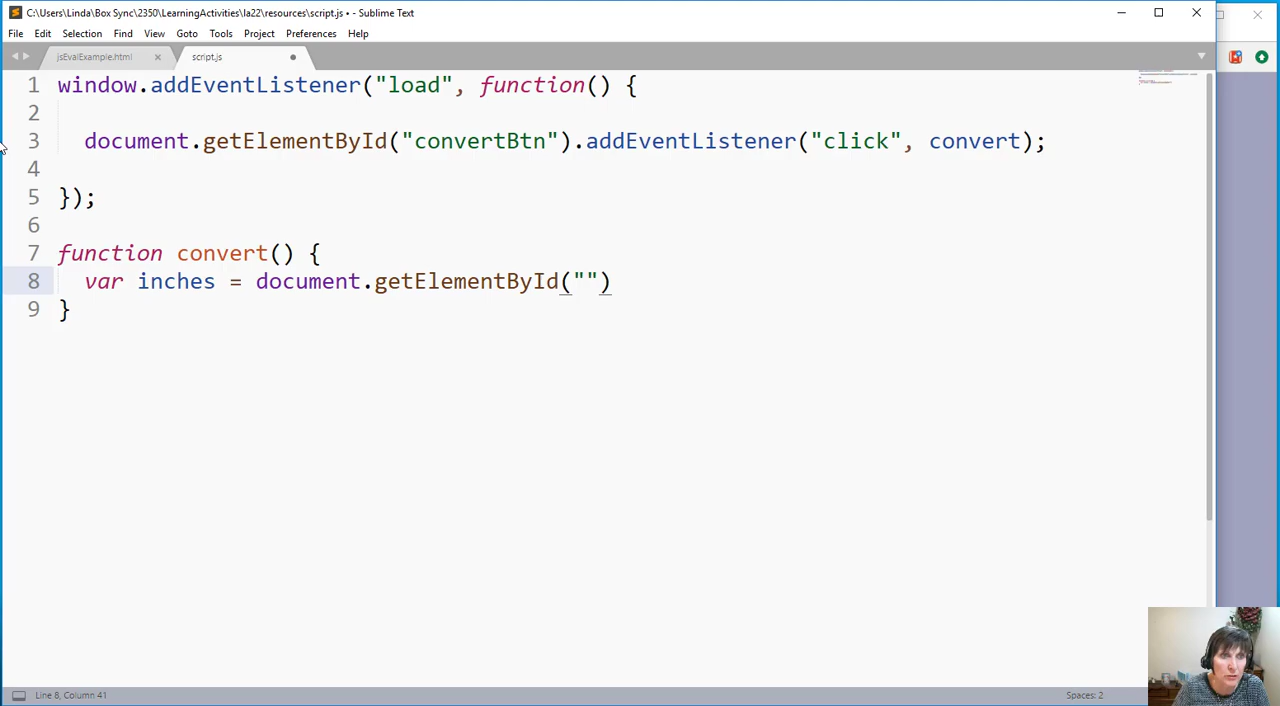 C:\Users\Linda\Box Sync\2350\LearningActivities\la22\resources\script.js • - Sublime Text
File Edit Selection Find View Goto Tools Project Preferences Help
jsEvalExample.html script.js
1 window.addEventListener("load", function() {
2
3 document.getElementById("convertBtn").addEventListener("click", convert);
4
5 });
6
7 function convert() {
8 var inches = document.getElementById("")
9 }
Line 8, Column 41 Spaces: 2